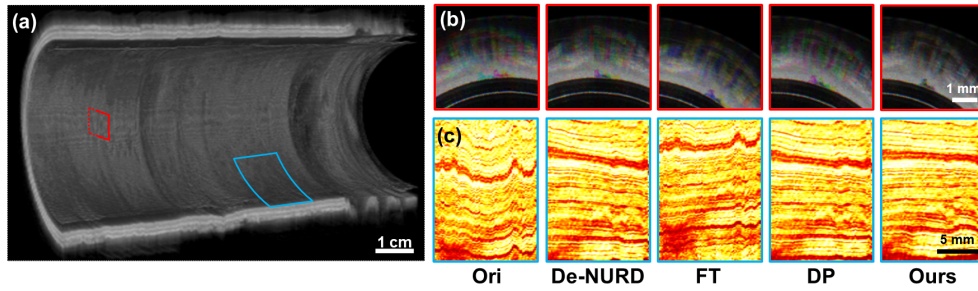 (a)
1 cm
(b)
1 mm
(c)
5 mm
Ori De-NURD FT DP Ours